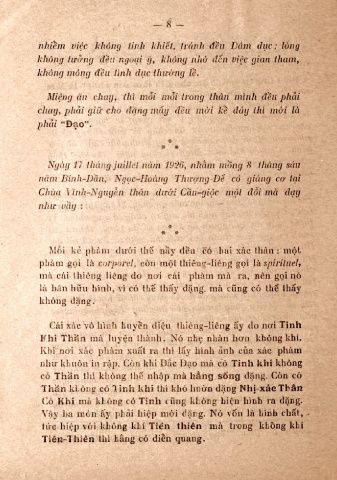 — 8 —
nhiễm việc không tinh khiết, tránh đều Dâm dục: lòng
không tưởng đều ngoại ý, không nhớ đến việc gian tham,
không móng đều tình dục thường lề.
Miệng ăn chay, thì mỗi mỗi trong thân mình đều phải
chay, phải giữ cho đặng mấy đều mới kể đây thì mới là
phải "Đạo".
* * *
Ngày 17 tháng juillet năm 1926, nhằm mồng 8 tháng sáu
năm Bính-Dần, Ngọc-Hoàng Thượng-Đế có giáng cơ tại
Chùa Vĩnh-Nguyên thân dưới Cần-giộc một đôi mà dạy
như vầy :
* * *
Mỗi kẻ phàm dưới thế nầy đều có hai xác thân : một
phàm gọi là corporel, còn một thiêng-liêng gọi là spirituel,
mà cái thiêng liêng do nơi cái phàm mà ra, nên gọi nó
là bán hữu hình, vì có thể thấy đặng, mà cũng có thể thấy
không đặng.
Cái xác vô hình huyền diệu thiêng-liêng ấy do nơi Tinh
Khí Thần mà luyện thành. Nó nhẹ nhàn hơn không khí.
Khi nơi xác phàm xuất ra thì lấy hình ảnh của xác phàm
như khuôn in rập. Còn khi Đắc Đạo mà có Tinh khí không
có Thần thì không thể nhập mà hằng sống đặng. Còn có
Thần không có Tinh khí thì khó huờn đặng Nhị-xác Thân
Có Khí mà không có Tinh cũng không hiện hình ra đặng.
Vậy ba món ấy phải hiệp mới đặng. Nó vốn là hình chất,
tức hiệp với không khí Tiên thiên mà trong không khí
Tiên-Thiên thì hằng có điển quang.